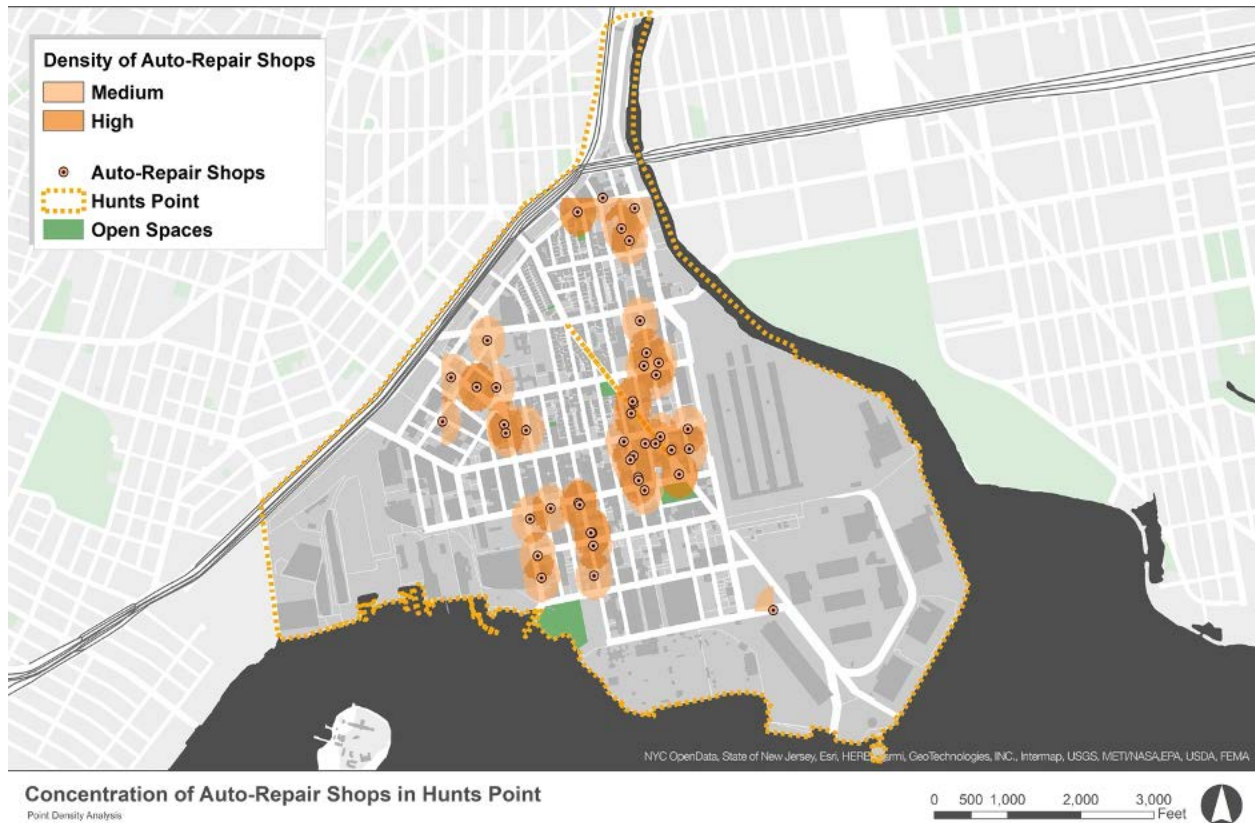 Density of Auto-Repair Shops
Medium
High
Auto-Repair Shops
Hunts Point
Open Spaces
NYC OpenData, State of New Jersey, Esri, HERE, GeoTechnologies, INC., Intermap, USGS, METI/NASA,EPA, USDA, FEMA
Concentration of Auto-Repair Shops in Hunts Point
Point Density Analysis
0 500 1,000 2,000 3,000
Feet